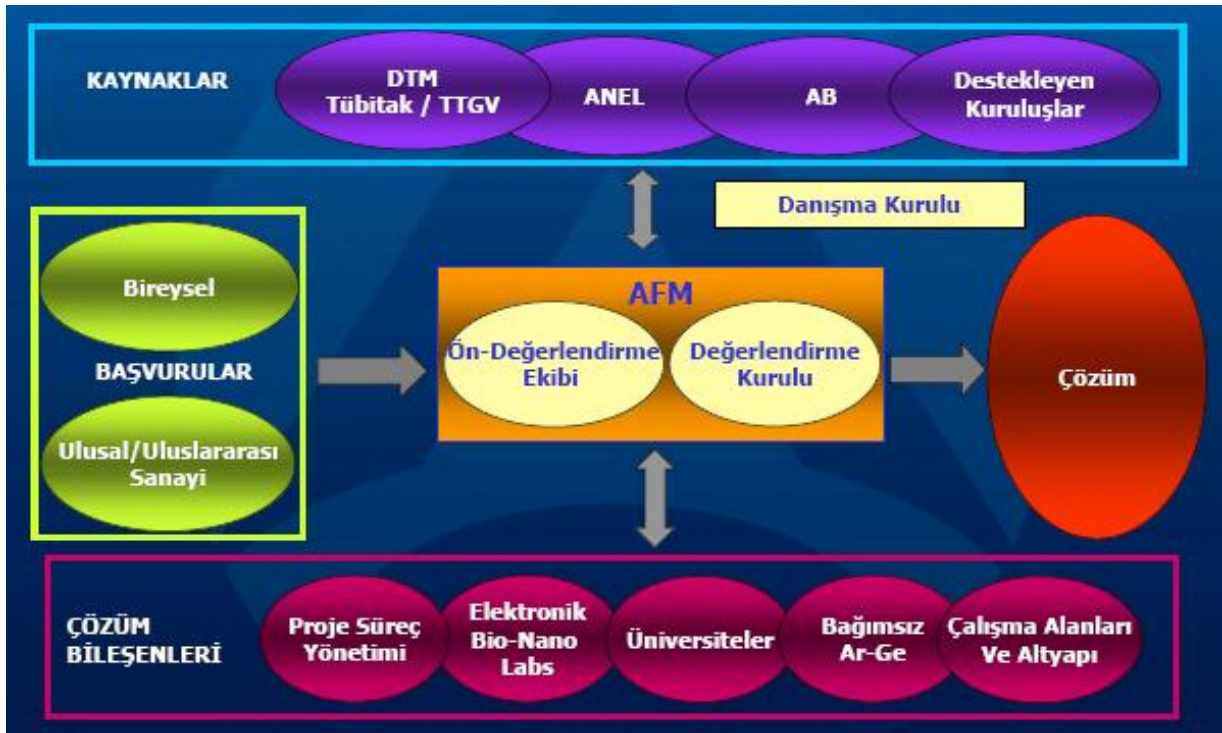 KAYNAKLAR
DTM
Tübitak / TTGV
ANEL
AB
Destekleyen
Kuruluşlar
Danışma Kurulu
Bireysel
BAŞVURULAR
Ulusal/Uluslararası
Sanayi
AFM
Ön-Değerlendirme
Ekibi
Değerlendirme
Kurulu
Çözüm
ÇÖZÜM
BİLEŞENLERİ
Proje Süreç
Yönetimi
Elektronik
Bio-Nano
Labs
Üniversiteler
Bağımsız
Ar-Ge
Çalışma Alanları
Ve Altyapı